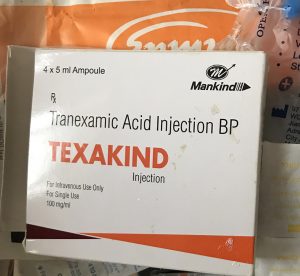 4 x 5 ml Ampoule
Mankind
Rx
Tranexamic Acid Injection BP
TEXAKIND
Injection
For Intravenous Use Only
For Single Use
100 mg/ml